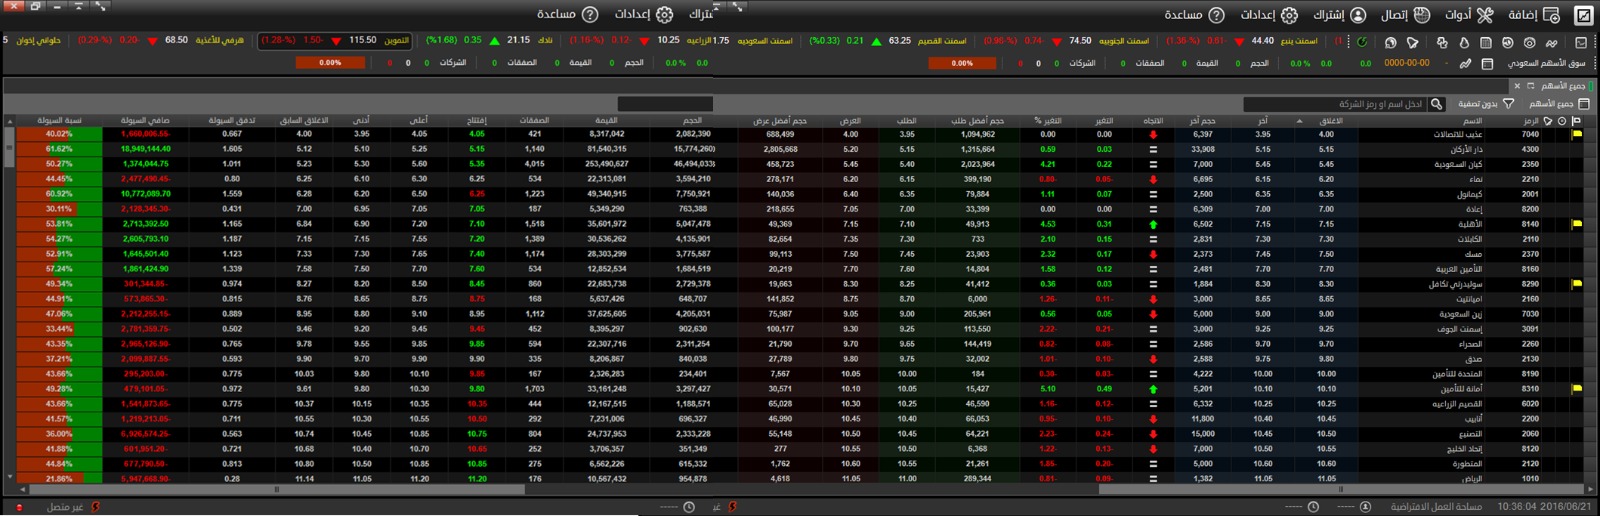 إضافة أدوات إتصال إشتراك إعدادات مساعدة شتراك إعدادات مساعدة
اسمنت ينبع 44.40 0.61- (1.36-%) اسمنت الجنوبيه 74.50 0.74- (0.98-%) اسمنت القصيم 63.25 0.21 (0.33%) اسمنت السعوديه 1.75 الزراعيه 10.25 0.12- (1.16-%) نادك 21.15 0.35 (1.68%) التموين 115.50 1.50- (1.28-%) هرفي للأغذية 68.50 0.20- (0.29-%) حلواني إخوان
سوق الأسهم السعودي 0000-00-00 - 0.0 0.0 0.0 % الحجم 0 القيمة 0 الصفقات 0 الشركات 0 0 0 0.00% 0.0 0.0 % الحجم 0 القيمة 0 الصفقات 0 الشركات 0 0 0 0.00%
جميع الأسهم
جميع الأسهم بدون تصفية ادخل اسم او رمز الشركة
الرمز الاسم الاغلاق آخر حجم آخر الاتجاه التغير التغير % حجم أفضل طلب الطلب العرض حجم أفضل عرض الحجم القيمة الصفقات إفتتاح أعلى أدنى الاغلاق السابق تدفق السيولة صافي السيولة نسبة السيولة
7040 عذيب للاتصالات 4.00 3.95 6,397 0.00 0.00 1,094,962 3.95 4.00 688,499 2,082,390 8,317,042 421 4.05 4.05 3.95 4.00 0.667 1,660,006.55- 40.02%
4300 دار الأركان 5.15 5.15 33,908 0.03 0.59 1,315,664 5.15 5.20 2,805,668 15,774,260 81,540,315 1,140 5.15 5.25 5.10 5.12 1.605 18,949,144.40 61.62%
2350 كيان السعودية 5.45 5.45 7,000 0.22 4.21 2,023,964 5.40 5.45 458,723 46,494,033 253,490,627 4,015 5.35 5.50 5.30 5.23 1.011 1,374,044.75 50.27%
2210 نماء 6.20 6.15 6,695 0.05- 0.80- 399,190 6.15 6.20 278,171 3,594,210 22,313,081 534 6.25 6.30 6.10 6.25 0.80 2,477,490.45- 44.45%
2001 كيمانول 6.35 6.35 2,500 0.07 1.11 79,884 6.35 6.40 140,036 7,750,921 49,340,915 1,223 6.25 6.50 6.20 6.28 1.559 10,772,089.70 60.92%
8200 إعادة 7.00 7.00 6,309 0.00 0.00 33,399 7.00 7.05 218,655 763,388 5,349,290 187 7.05 7.05 6.95 7.00 0.431 2,128,345.30- 30.11%
8140 الأهلية 7.15 7.15 6,502 0.31 4.53 49,913 7.10 7.15 49,369 5,047,478 35,601,972 1,518 7.10 7.20 6.90 6.84 1.165 2,713,392.50 53.81%
2110 الكابلات 7.30 7.30 2,831 0.15 2.10 733 7.30 7.35 82,654 4,135,901 30,536,262 1,389 7.20 7.55 7.15 7.15 1.187 2,605,793.10 54.27%
2370 مسك 7.45 7.50 2,373 0.17 2.32 23,903 7.45 7.50 99,113 3,775,587 28,303,299 1,174 7.40 7.65 7.35 7.33 1.123 1,645,501.40 52.91%
8160 التأمين العربية 7.70 7.70 2,481 0.12 1.58 14,804 7.70 7.75 20,219 1,684,519 12,852,534 534 7.60 7.70 7.50 7.58 1.339 1,861,424.90 57.24%
8290 سوليدرتي تكافل 8.30 8.30 1,884 0.03 0.36 41,412 8.25 8.30 19,663 2,729,378 22,683,738 860 8.45 8.50 8.20 8.27 0.974 301,344.85- 49.34%
2160 اميانتيت 8.65 8.65 3,000 0.11- 1.26- 6,000 8.70 8.75 141,852 648,707 5,637,426 168 8.75 8.75 8.65 8.76 0.815 573,865.30- 44.91%
7030 زين السعودية 9.00 9.00 5,000 0.05 0.56 205,961 9.00 9.05 75,987 4,205,031 37,625,605 1,112 8.95 9.10 8.80 8.95 0.889 2,212,255.15- 47.06%
3091 إسمنت الجوف 9.25 9.25 3,000 0.21- 2.22- 113,550 9.25 9.30 100,177 902,630 8,395,297 452 9.45 9.45 9.20 9.46 0.502 2,781,359.75- 33.44%
2260 الصحراء 9.70 9.70 2,586 0.08- 0.82- 144,419 9.65 9.70 21,790 2,311,254 22,307,716 594 9.85 9.85 9.55 9.78 0.765 2,965,126.90- 43.35%
2130 صدق 9.80 9.75 2,588 0.10- 1.01- 32,002 9.75 9.80 27,789 840,038 8,206,867 335 9.90 9.90 9.70 9.90 0.593 2,099,887.55- 37.21%
8190 المتحدة للتأمين 10.00 10.00 4,222 0.03- 0.30- 184 10.00 10.05 7,567 234,401 2,326,283 167 9.85 10.10 9.80 10.03 0.775 295,203.00- 43.66%
8310 أمانة للتأمين 10.10 10.10 5,201 0.49 5.10 15,427 10.05 10.10 30,571 3,297,427 33,161,248 1,703 9.80 10.30 9.80 9.61 0.972 479,101.05- 49.28%
6020 القصيم الزراعيه 10.25 10.25 6,332 0.12- 1.16- 46,590 10.25 10.30 65,028 1,188,571 12,167,515 444 10.35 10.35 10.15 10.37 0.775 1,541,873.65- 43.66%
2200 أنابيب 10.45 10.40 11,800 0.10- 0.95- 66,053 10.40 10.45 46,990 696,327 7,231,006 292 10.50 10.55 10.30 10.55 0.711 1,219,213.65- 41.57%
2060 التصنيع 10.50 10.45 15,000 0.24- 2.23- 64,221 10.45 10.50 55,148 2,333,228 24,737,953 804 10.75 10.85 10.45 10.74 0.563 6,926,574.25- 36.00%
8120 إتحاد الخليج 10.55 10.55 5,000 0.13- 1.22- 6,368 10.50 10.55 277 351,349 3,706,357 252 10.65 10.70 10.40 10.68 0.721 601,951.20- 41.88%
2120 المتطورة 10.60 10.60 5,000 0.20- 1.85- 21,261 10.55 10.60 1,762 615,332 6,562,226 275 10.85 10.85 10.50 10.80 0.813 677,790.50- 44.84%
1010 الرياض 11.05 11.05 1,382 0.09- 0.81- 289,344 11.00 11.05 4,618 954,878 10,567,432 176 11.20 11.20 11.05 11.14 0.28 5,947,668.90- 21.86%
10:36:04 2016/06/21 مساحة العمل الافتراضية ----- ----- غير ----- غير متصل